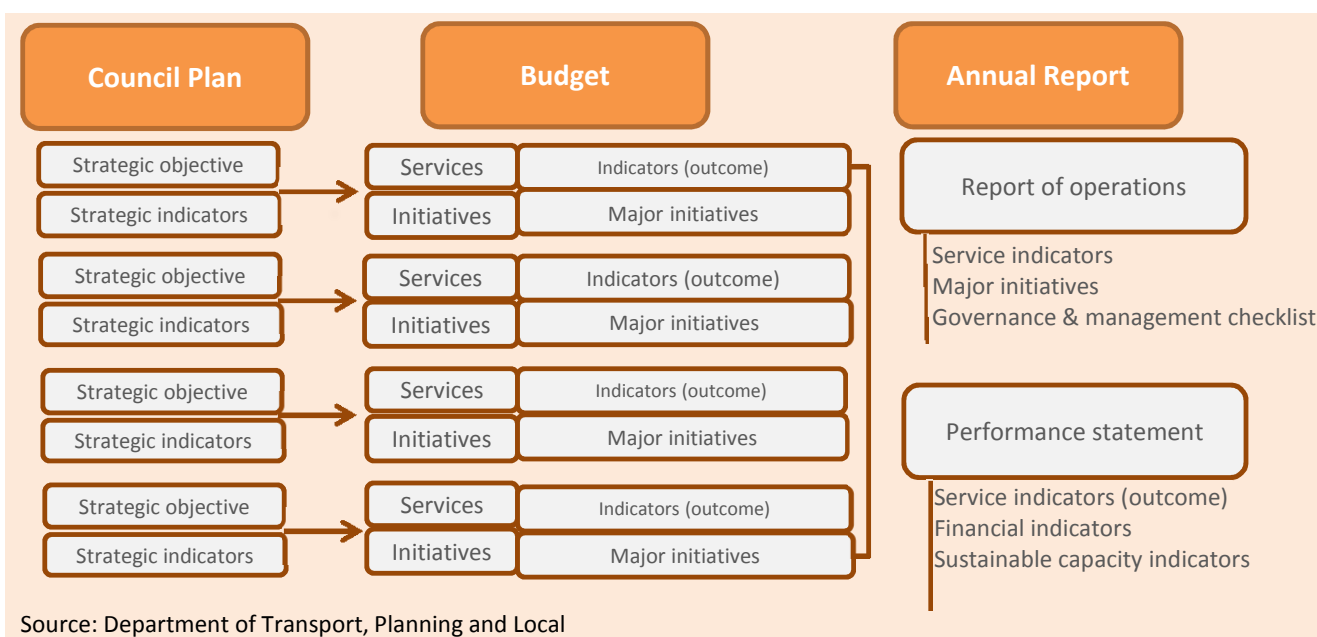 Council Plan
Budget
Annual Report
Strategic objective
Strategic indicators
Services
Indicators (outcome)
Initiatives
Major initiatives
Strategic objective
Strategic indicators
Services
Indicators (outcome)
Initiatives
Major initiatives
Strategic objective
Strategic indicators
Services
Indicators (outcome)
Initiatives
Major initiatives
Strategic objective
Strategic indicators
Services
Indicators (outcome)
Initiatives
Major initiatives
Report of operations
Service indicators
Major initiatives
Governance & management checklist
Performance statement
Service indicators (outcome)
Financial indicators
Sustainable capacity indicators
Source: Department of Transport, Planning and Local